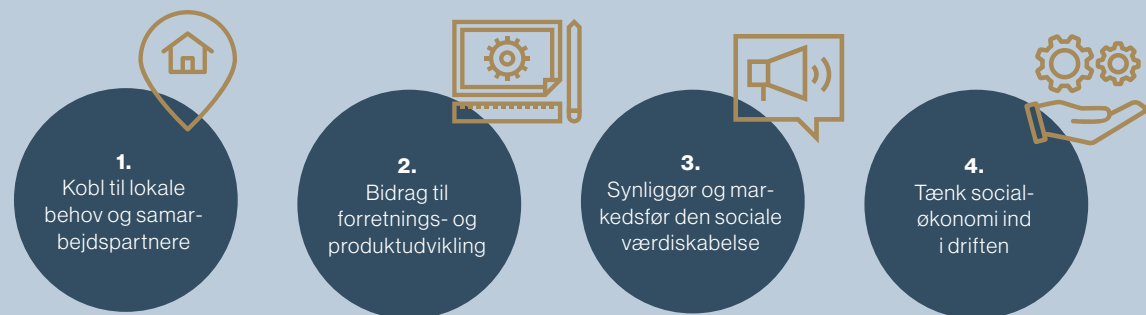 1.
Kobl til lokale
behov og samar-
bejdspartnere
2.
Bidrag til
forretnings- og
produktudvikling
3.
Synliggør og mar-
kedsfør den sociale
værdiskabelse
4.
Tænk social-
økonomi ind
i driften